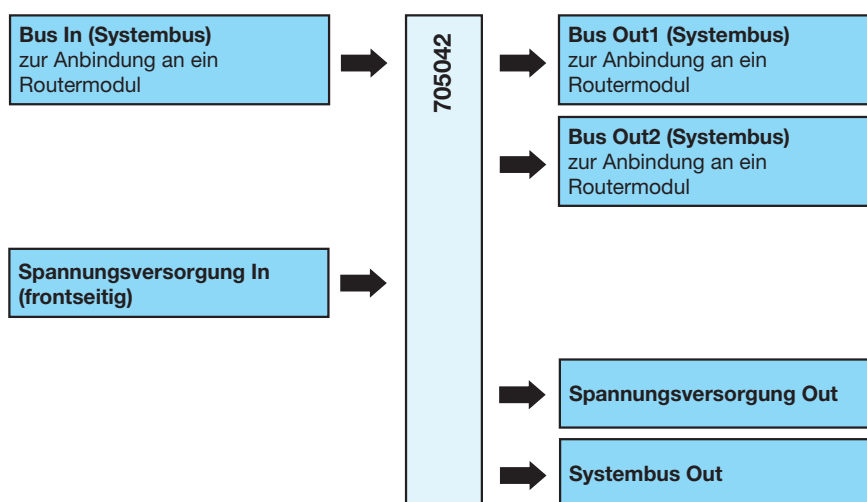 Bus In (Systembus)
zur Anbindung an ein
Routermodul
Spannungsversorgung In
(frontseitig)
705042
Bus Out1 (Systembus)
zur Anbindung an ein
Routermodul
Bus Out2 (Systembus)
zur Anbindung an ein
Routermodul
Spannungsversorgung Out
Systembus Out